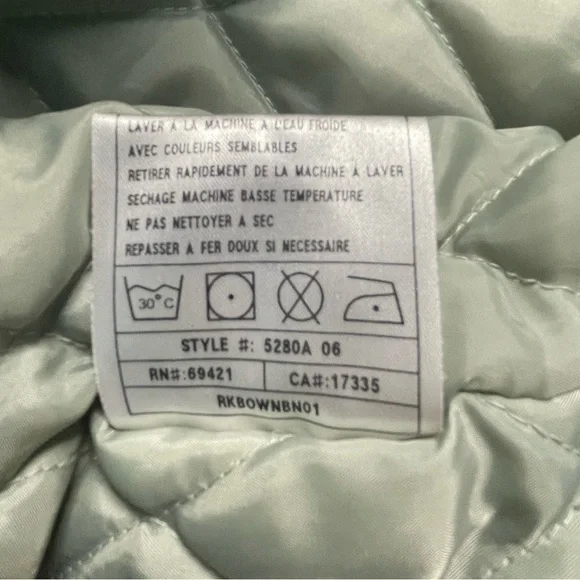 LAVER A LA MACHINE A L'EAU FROIDE
AVEC COULEURS SEMBLABLES
RETIRER RAPIDEMENT DE LA MACHINE À LAVER
SECHAGE MACHINE BASSE TEMPERATURE
NE PAS NETTOYER A SEC
REPASSER A FER DOUX SI NECESSAIRE
30°C
STYLE #: 5280A 06
RN#:69421 CA#:17335
RKBOWNBN01